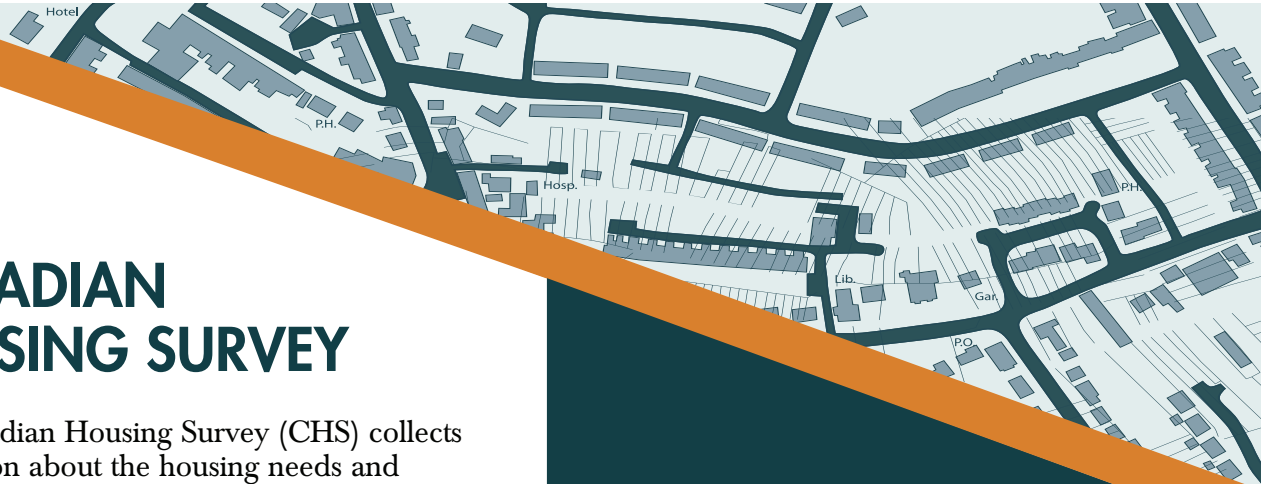 Hotel
P.H.
Hosp.
P.H.
Lib.
Gar.
P.O.
ADIAN
SING SURVEY
dian Housing Survey (CHS) collects
on about the housing needs and